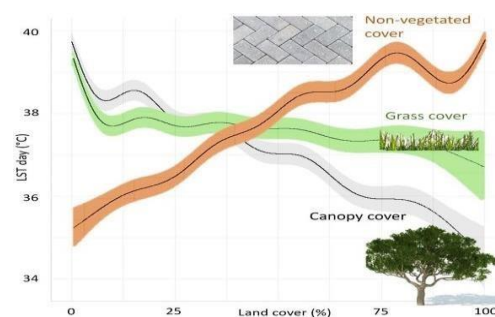 40
Non-vegetated
cover
38
Grass cover
LST day (°C)
36
Canopy cover
34
0
25
Land cover (%)
75
100